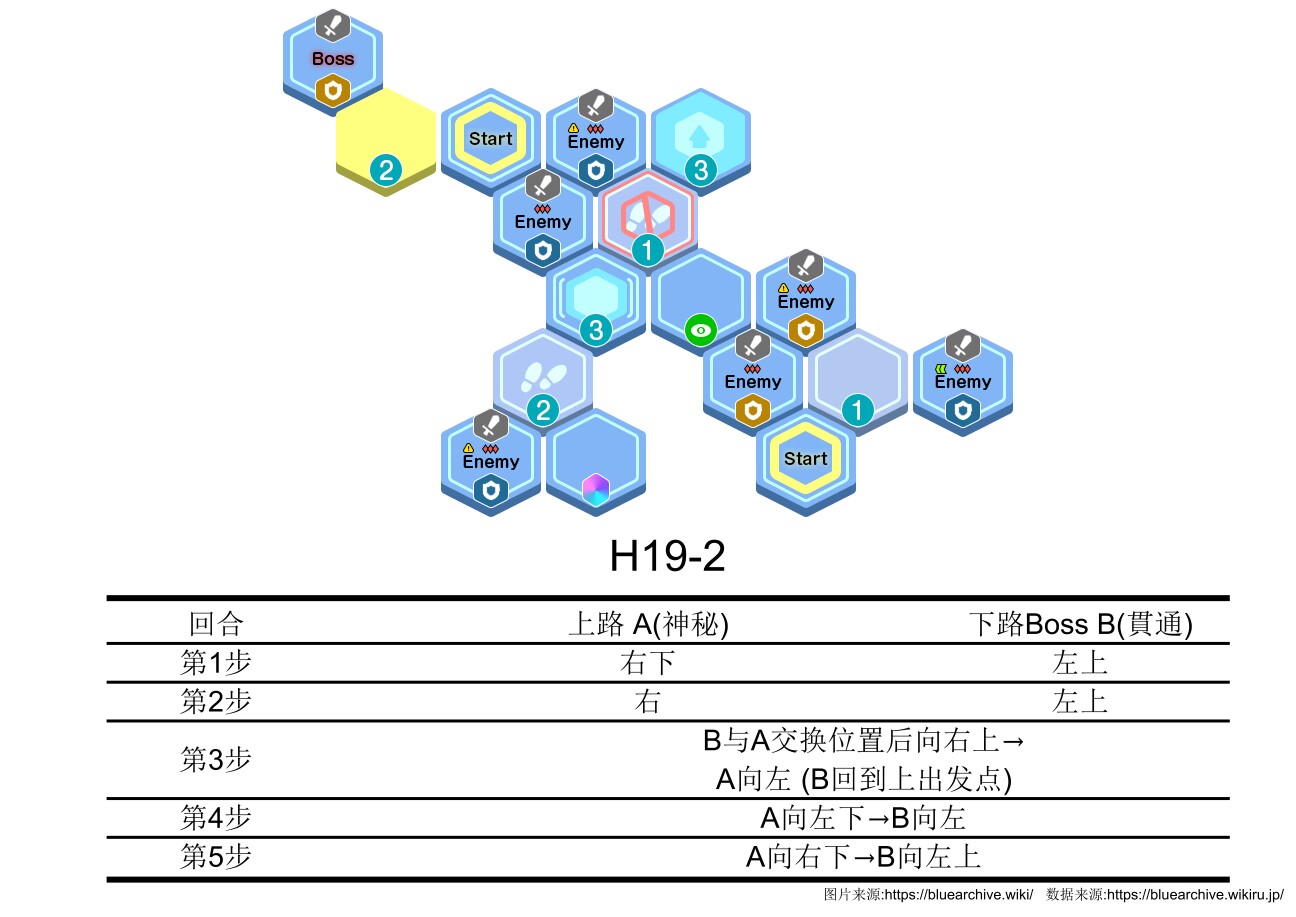 Boss
2
Start
Enemy
3
Enemy
1
3
Enemy
2
Enemy
1
Enemy
Enemy
Start
H19-2
回合 上路 A(神秘) 下路Boss B(貫通)
第1步 右下 左上
第2步 右 左上
第3步 B与A交换位置后向右上→
A向左 (B回到上出发点)
第4步 A向左下→B向左
第5步 A向右下→B向左上
图片来源:https://bluearchive.wiki/ 数据来源:https://bluearchive.wikiru.jp/